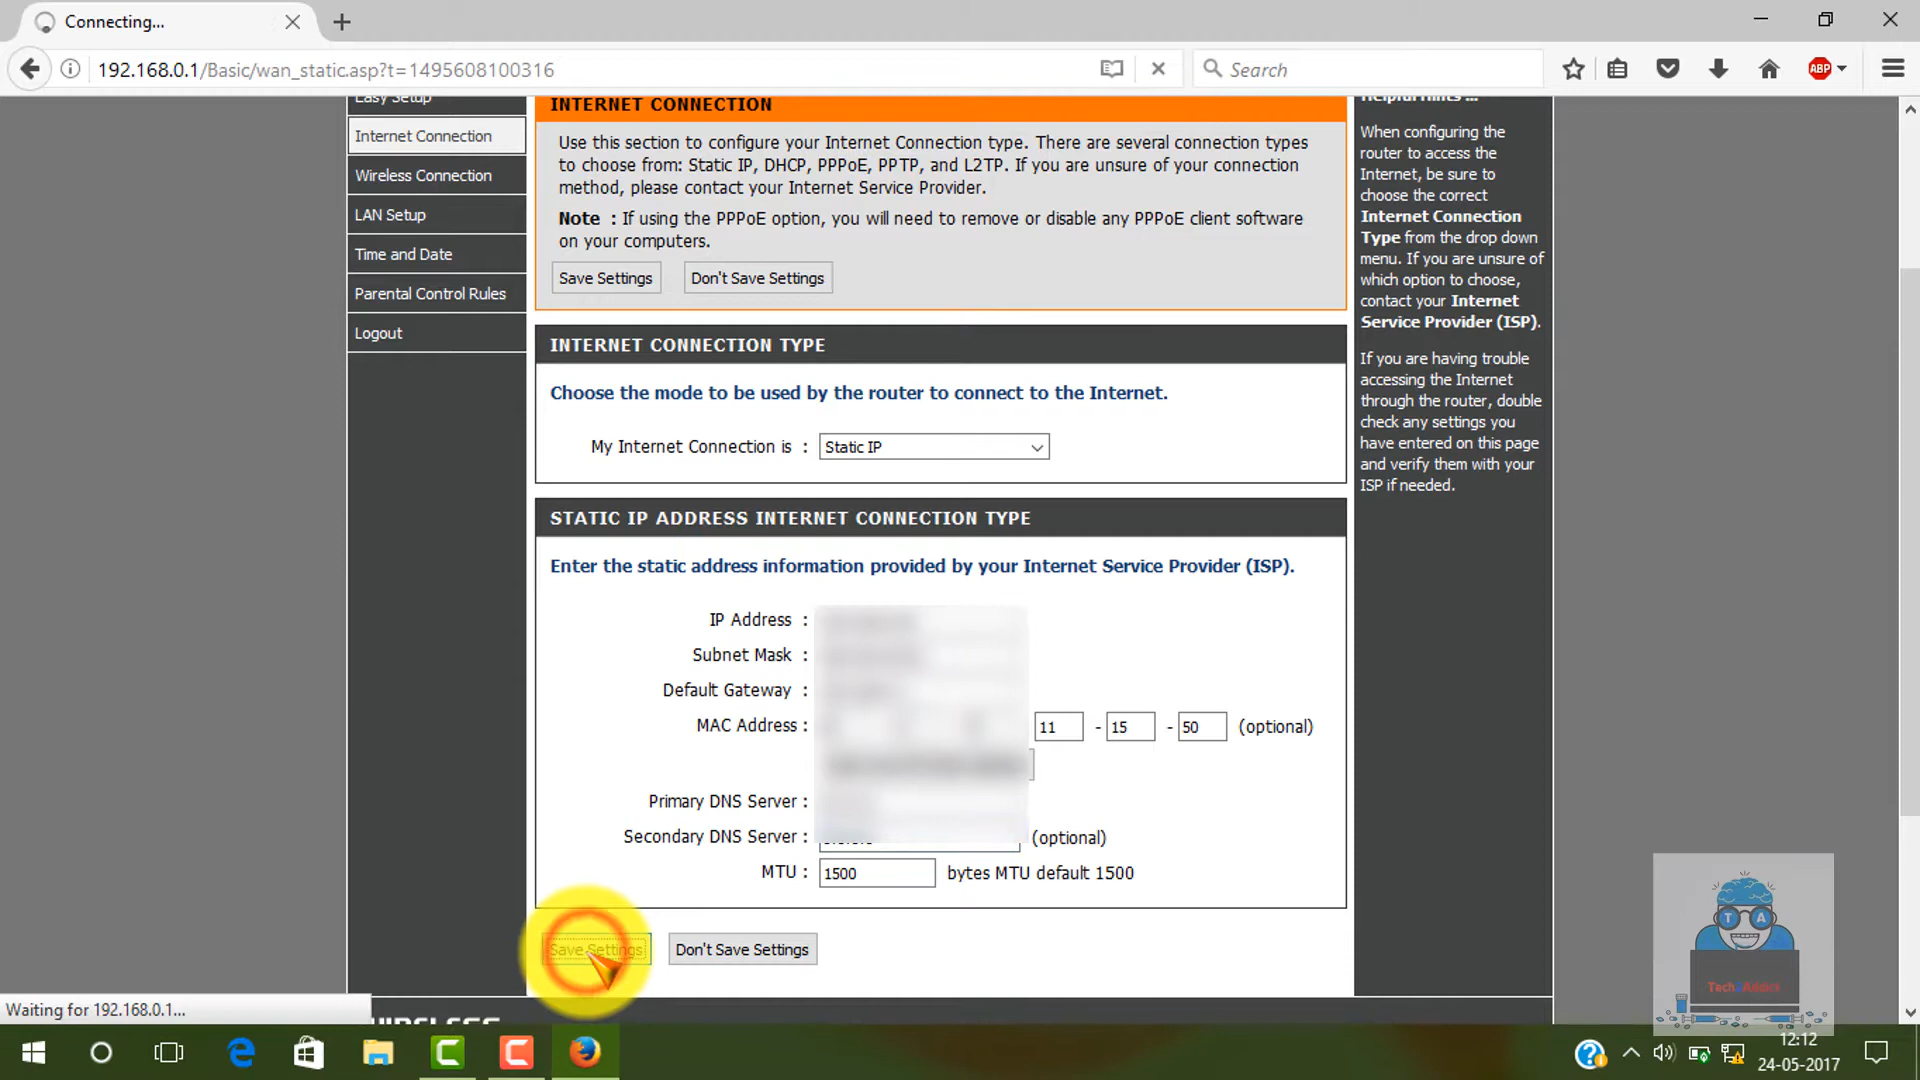 Connecting...
192.168.0.1/Basic/wan_static.asp?t=1495608100316
Search
ABP
Easy Setup
Internet Connection
Wireless Connection
LAN Setup
Time and Date
Parental Control Rules
Logout
INTERNET CONNECTION
Use this section to configure your Internet Connection type. There are several connection types
to choose from: Static IP, DHCP, PPPoE, PPTP, and L2TP. If you are unsure of your connection
method, please contact your Internet Service Provider.
Note : If using the PPPoE option, you will need to remove or disable any PPPoE client software
on your computers.
Save Settings Don't Save Settings
INTERNET CONNECTION TYPE
Choose the mode to be used by the router to connect to the Internet.
My Internet Connection is : Static IP
STATIC IP ADDRESS INTERNET CONNECTION TYPE
Enter the static address information provided by your Internet Service Provider (ISP).
IP Address :
Subnet Mask :
Default Gateway :
MAC Address : 11 - 15 - 50 (optional)
Primary DNS Server :
Secondary DNS Server : (optional)
MTU : 1500 bytes MTU default 1500
Save Settings Don't Save Settings
Helpful Hints ...
When configuring the
router to access the
Internet, be sure to
choose the correct
Internet Connection
Type from the drop down
menu. If you are unsure of
which option to choose,
contact your Internet
Service Provider (ISP).
If you are having trouble
accessing the Internet
through the router, double
check any settings you
have entered on this page
and verify them with your
ISP if needed.
T A
Waiting for 192.168.0.1...
WIRELESS
12:12
24-05-2017